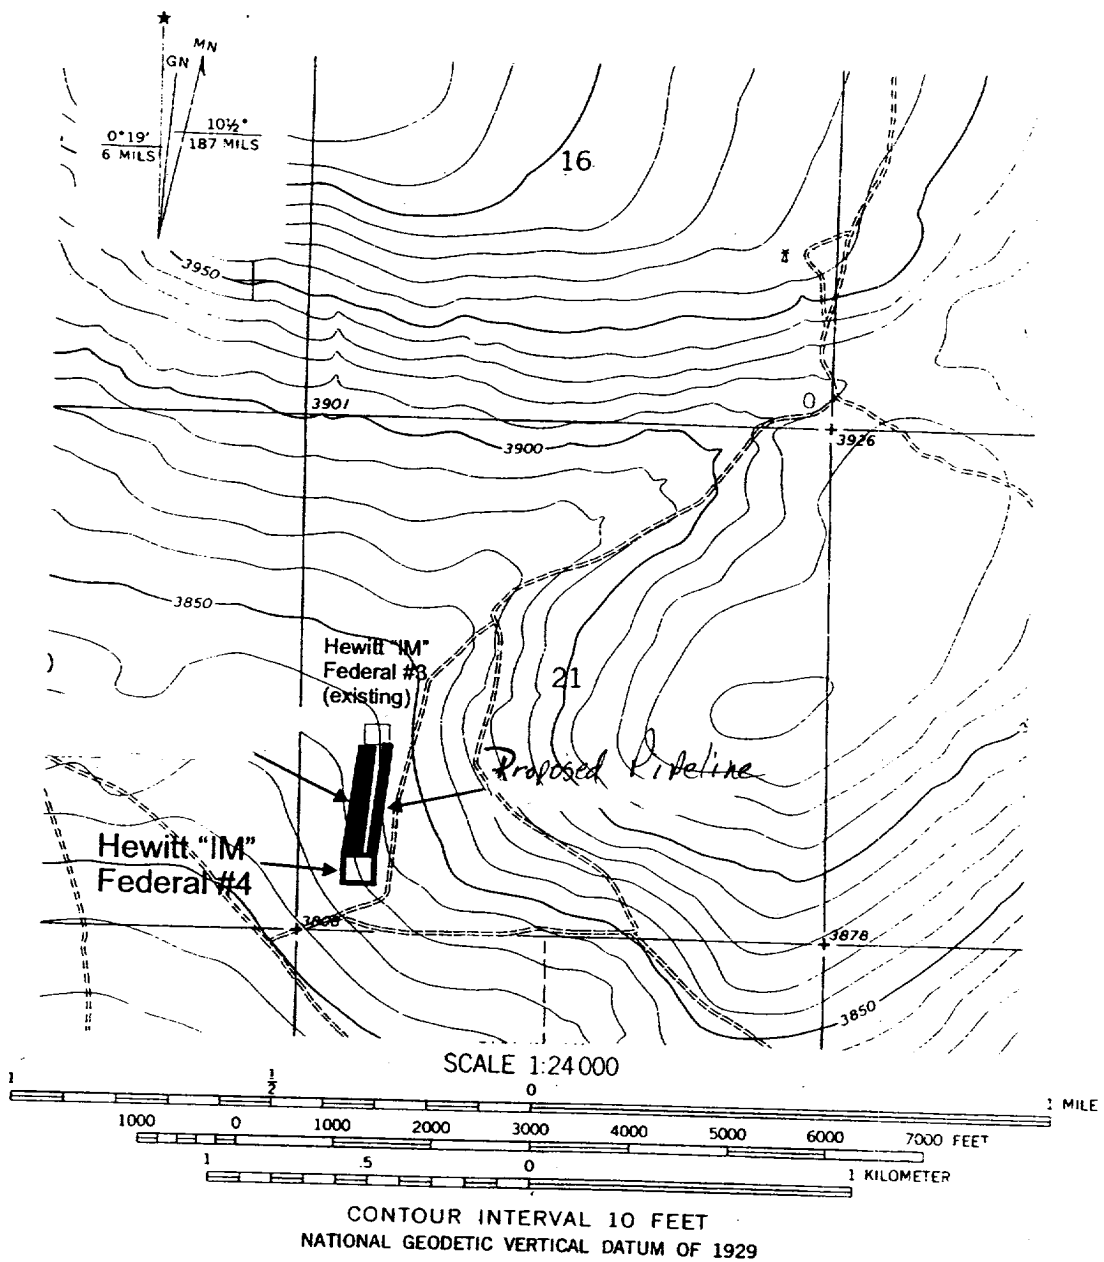 MN
GN
0°19'
6 MILS
10½°
187 MILS
16
3950
3901
3900
3926
3850
Hewitt "IM"
Federal #3
(existing)
21
Proposed Pipeline
Hewitt "IM"
Federal #4
3808
3878
3850
SCALE 1:24 000
1 ½ 0 1 MILE
1000 0 1000 2000 3000 4000 5000 6000 7000 FEET
1 .5 0 1 KILOMETER
CONTOUR INTERVAL 10 FEET
NATIONAL GEODETIC VERTICAL DATUM OF 1929